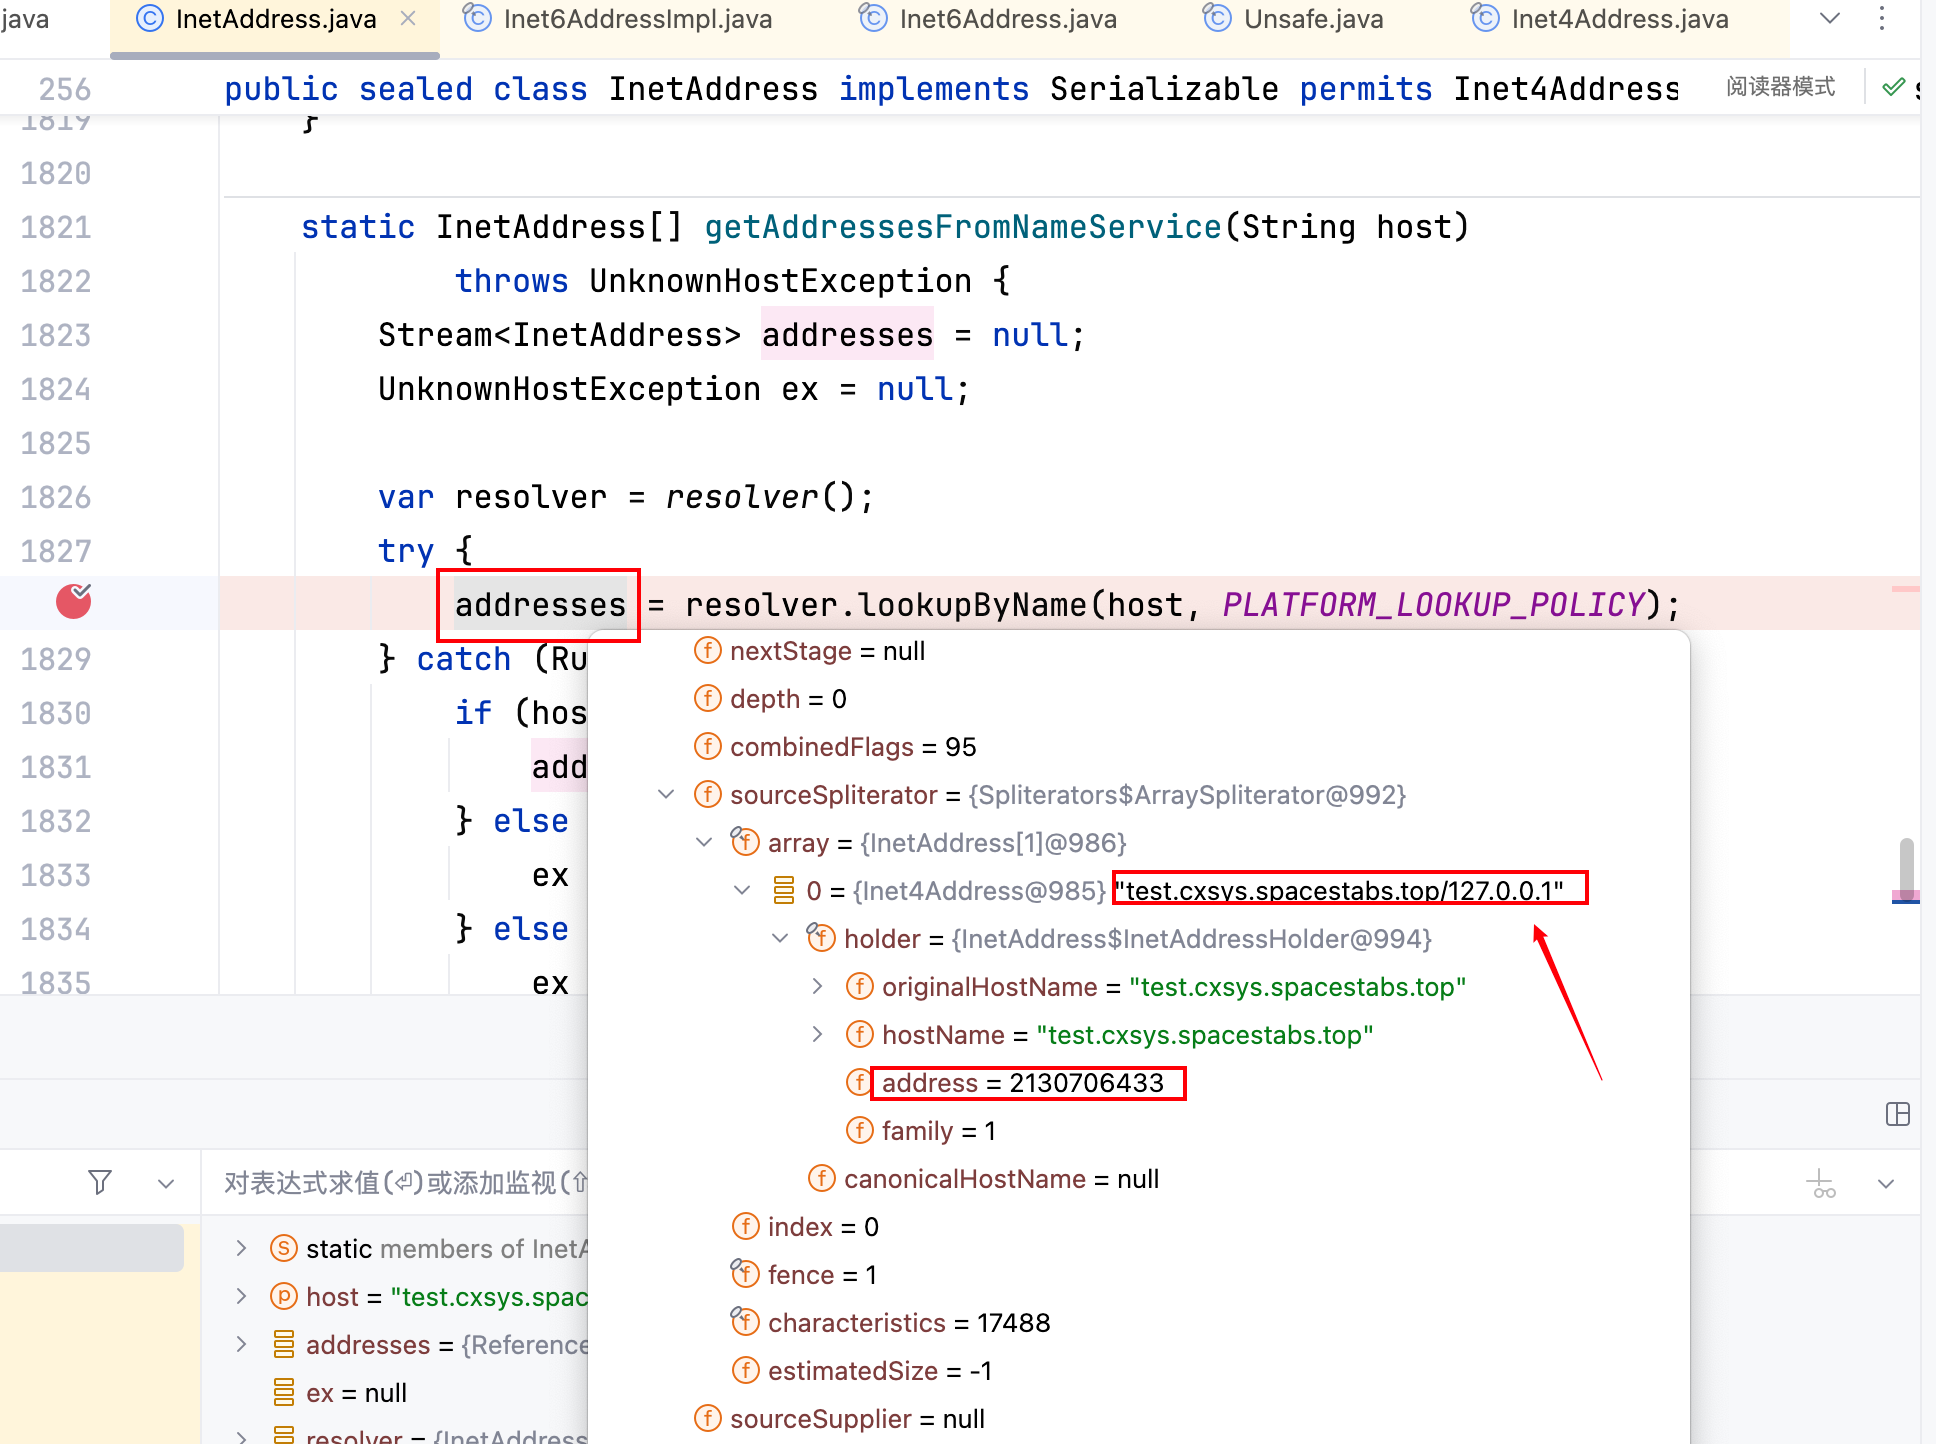 java
InetAddress.java
Inet6AddressImpl.java
Inet6Address.java
Unsafe.java
Inet4Address.java
256 public sealed class InetAddress implements Serializable permits Inet4Address
阅读器模式
1819 }
1820
1821 static InetAddress[] getAddressesFromNameService(String host)
1822 throws UnknownHostException {
1823 Stream<InetAddress> addresses = null;
1824 UnknownHostException ex = null;
1825
1826 var resolver = resolver();
1827 try {
addresses = resolver.lookupByName(host, PLATFORM_LOOKUP_POLICY);
1829 } catch (Ru
1830 if (hos
1831 add
1832 } else
1833 ex
1834 } else
1835 ex
nextStage = null
depth = 0
combinedFlags = 95
sourceSpliterator = {Spliterators$ArraySpliterator@992}
array = {InetAddress[1]@986}
0 = {Inet4Address@985} "test.cxsys.spacestabs.top/127.0.0.1"
holder = {InetAddress$InetAddressHolder@994}
originalHostName = "test.cxsys.spacestabs.top"
hostName = "test.cxsys.spacestabs.top"
address = 2130706433
family = 1
canonicalHostName = null
index = 0
fence = 1
characteristics = 17488
estimatedSize = -1
sourceSupplier = null
对表达式求值(⏎)或添加监视(⇧
static members of InetA
host = "test.cxsys.spac
addresses = {Reference
ex = null
resolver = {InetAddress